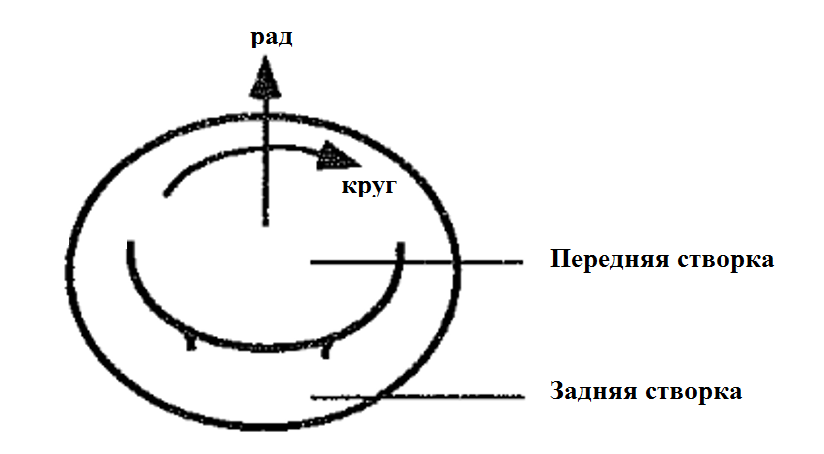 рад
круг
Передняя створка
Задняя створка